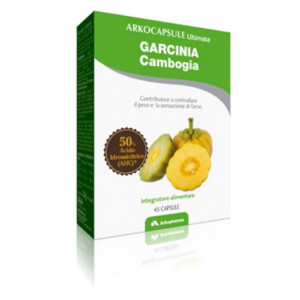 ARKOCAPSULE Ultimate
GARCINIA
Cambogia
Contribuisce a controllare
il peso e la sensazione di fame
50%
Acido
Idrossicitrico
(AHC)*
Integratore alimentare
45 CAPSULE
Arkopharma